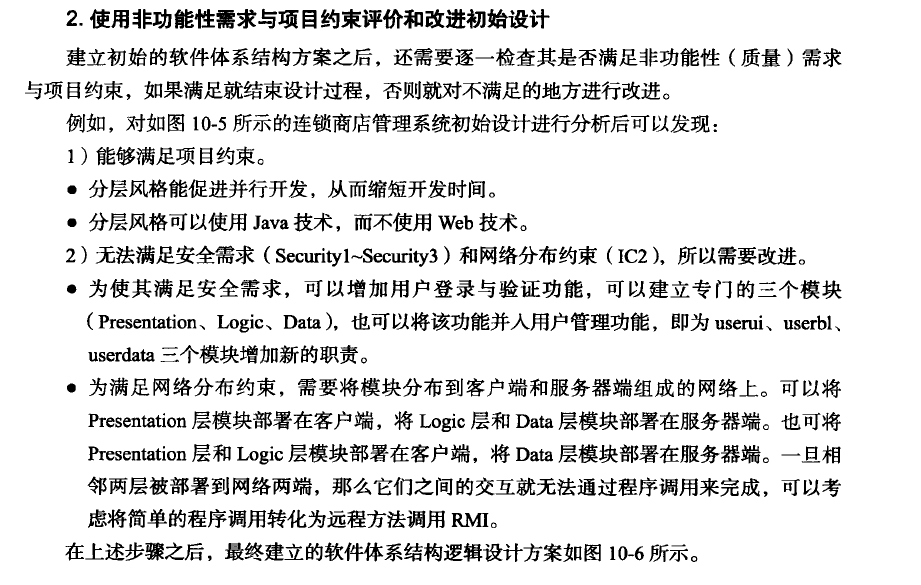 2. 使用非功能性需求与项目约束评价和改进初始设计
建立初始的软件体系结构方案之后，还需要逐一检查其是否满足非功能性（质量）需求
与项目约束，如果满足就结束设计过程，否则就对不满足的地方进行改进。
例如，对如图 10-5 所示的连锁商店管理系统初始设计进行分析后可以发现：
1）能够满足项目约束。
● 分层风格能促进并行开发，从而缩短开发时间。
● 分层风格可以使用 Java 技术，而不使用 Web 技术。
2）无法满足安全需求（Security1~Security3）和网络分布约束（IC2），所以需要改进。
● 为使其满足安全需求，可以增加用户登录与验证功能，可以建立专门的三个模块
（Presentation、Logic、Data），也可以将该功能并入用户管理功能，即为 userui、userbl、
userdata 三个模块增加新的职责。
● 为满足网络分布约束，需要将模块分布到客户端和服务器端组成的网络上。可以将
Presentation 层模块部署在客户端，将 Logic 层和 Data 层模块部署在服务器端。也可将
Presentation 层和 Logic 层模块部署在客户端，将 Data 层模块部署在服务器端。一旦相
邻两层被部署到网络两端，那么它们之间的交互就无法通过程序调用来完成，可以考
虑将简单的程序调用转化为远程方法调用 RMI。
在上述步骤之后，最终建立的软件体系结构逻辑设计方案如图 10-6 所示。